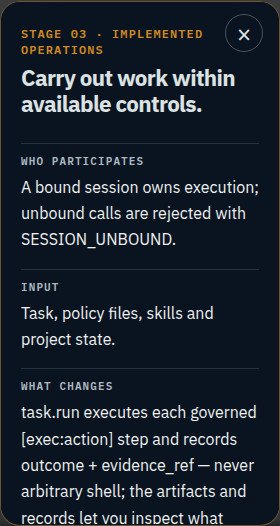 STAGE 03 · IMPLEMENTED
OPERATIONS
Carry out work within
available controls.
WHO PARTICIPATES
A bound session owns execution;
unbound calls are rejected with
SESSION_UNBOUND.
INPUT
Task, policy files, skills and
project state.
WHAT CHANGES
task.run executes each governed
[exec:action] step and records
outcome + evidence_ref — never
arbitrary shell; the artifacts and
records let you inspect what